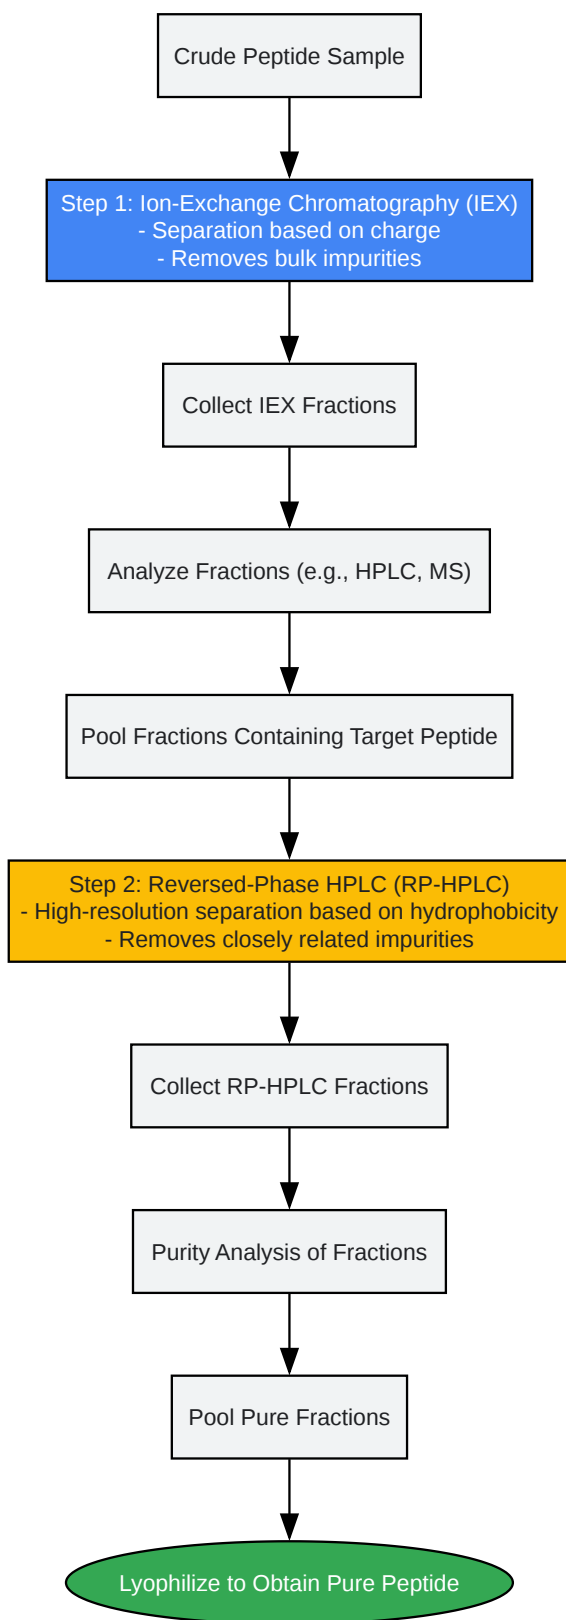 Crude Peptide Sample
Step 1: Ion-Exchange Chromatography (IEX)
- Separation based on charge
- Removes bulk impurities
Collect IEX Fractions
Analyze Fractions (e.g., HPLC, MS)
Pool Fractions Containing Target Peptide
Step 2: Reversed-Phase HPLC (RP-HPLC)
- High-resolution separation based on hydrophobicity
- Removes closely related impurities
Collect RP-HPLC Fractions
Purity Analysis of Fractions
Pool Pure Fractions
Lyophilize to Obtain Pure Peptide